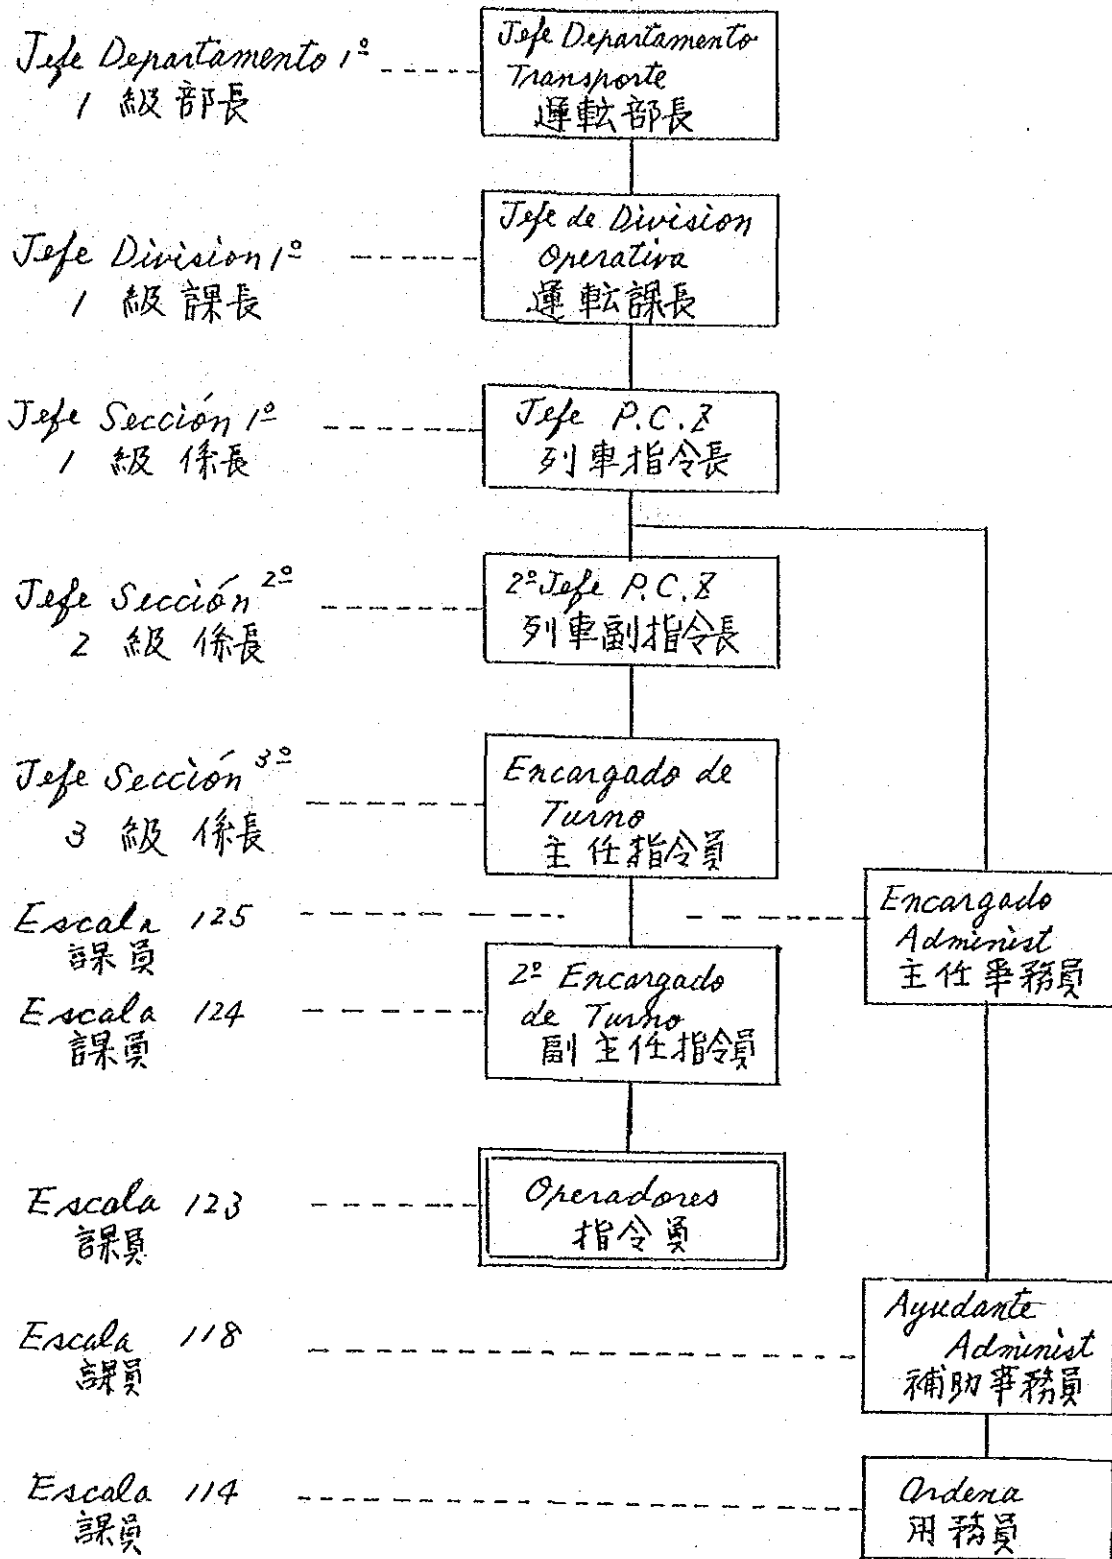 Jefe Departamento 1º
1 級部長
Jefe Departamento
Transporte
運転部長
Jefe Division 1º
1 級課長
Jefe de Division
Operativa
運転課長
Jefe Sección 1º
1 級 係長
Jefe P.C.Z
列車指令長
Jefe Sección 2º
2 級 係長
2º Jefe P.C.Z
列車副指令長
Jefe Sección 3º
3 級 係長
Encargado de
Turno
主任指令員
Escala 125
課員
Encargado
Administ
主任事務員
Escala 124
課員
2º Encargado
de Turno
副主任指令員
Escala 123
課員
Operadores
指令員
Escala 118
課員
Ayudante
Administ
補助事務員
Escala 114
課員
Ordena
用務員